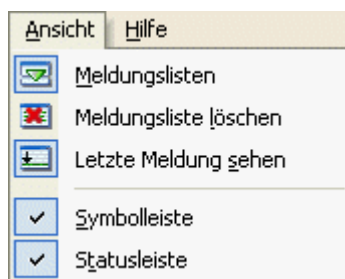 Ansicht Hilfe
Meldungslisten
Meldungsliste löschen
Letzte Meldung sehen
Symbolleiste
Statusleiste